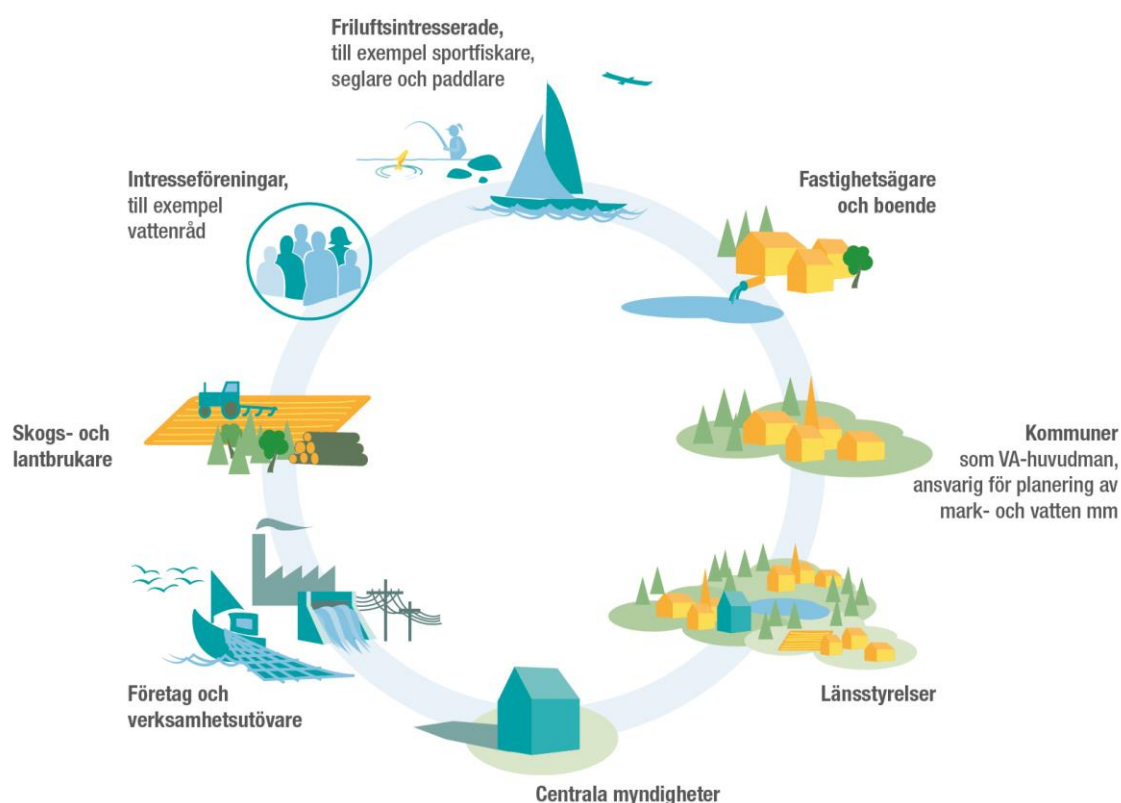 Friluftsintresserade,
till exempel sportfiskare,
seglare och paddlare
Fastighetsägare
och boende
Kommuner
som VA-huvudman,
ansvarig för planering av
mark- och vatten mm
Länsstyrelser
Centrala myndigheter
Företag och
verksamhetsutövare
Skogs- och
lantbrukare
Intresseföreningar,
till exempel
vattenråd